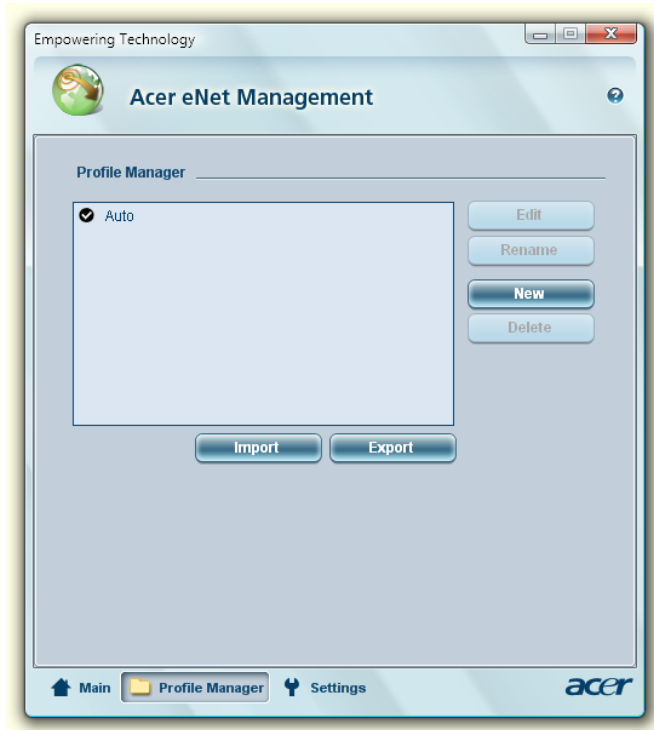 Empowering Technology
Acer eNet Management
Profile Manager
Auto
Edit
Rename
New
Delete
Import Export
Main Profile Manager Settings
acer